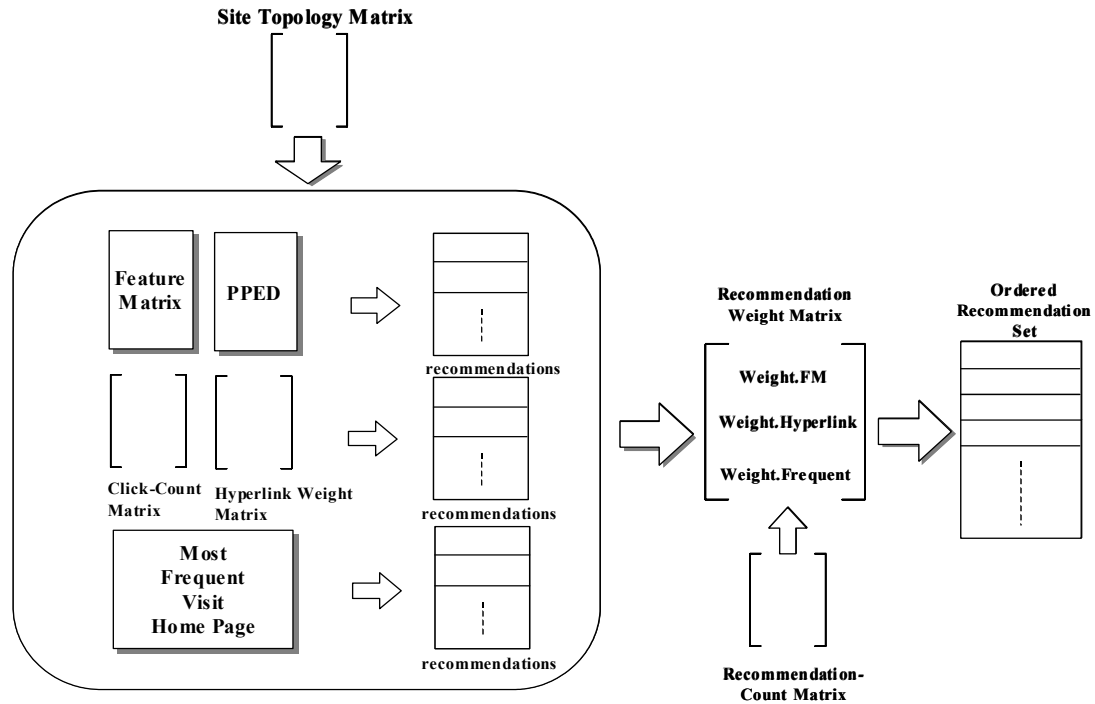 Site Topology Matrix
Feature
Matrix
PPED
recommendations
Click-Count
Matrix
Hyperlink Weight
Matrix
recommendations
Most
Frequent
Visit
Home Page
recommendations
Recommendation
Weight Matrix
Weight.FM
Weight.Hyperlink
Weight.Frequent
Recommendation-
Count Matrix
Ordered
Recommendation
Set